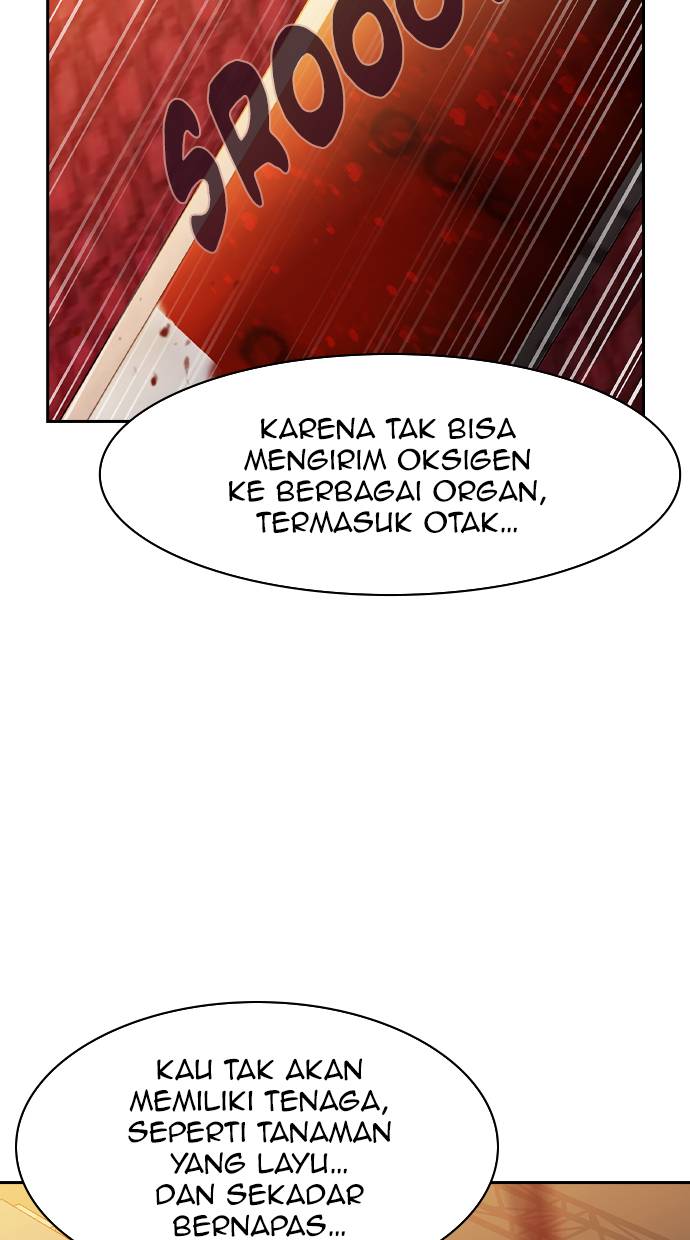 SROOOO
KARENA TAK BISA
MENGIRIM OKSIGEN
KE BERBAGAI ORGAN,
TERMASUK OTAK...
KAU TAK AKAN
MEMILIKI TENAGA,
SEPERTI TANAMAN
YANG LAYU...
DAN SEKADAR
BERNAPAS...